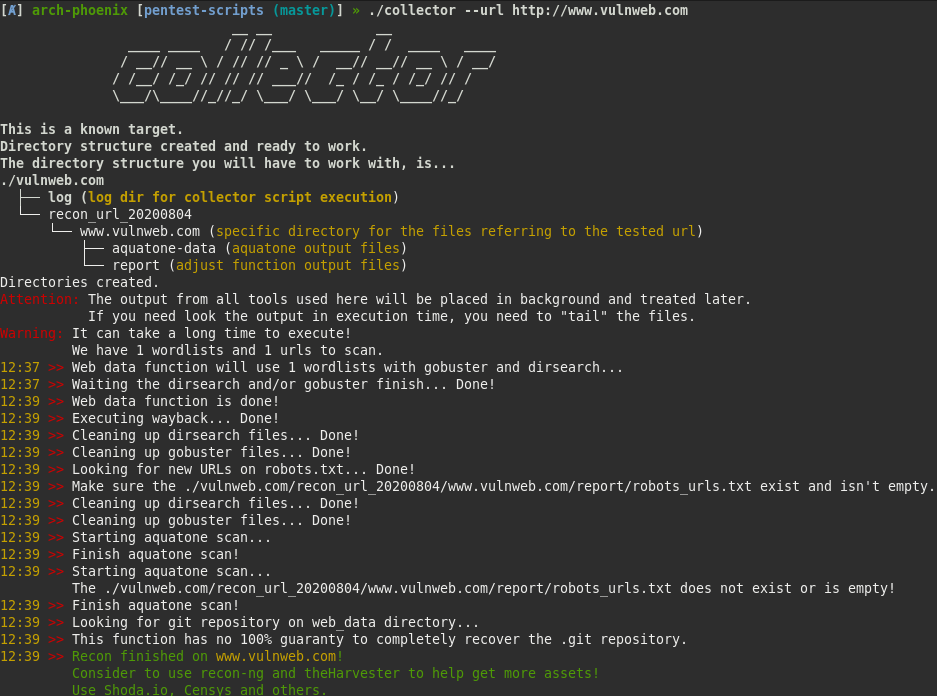 [Ⱥ] arch-phoenix [pentest-scripts (master)] » ./collector --url http://www.vulnweb.com
collector
This is a known target.
Directory structure created and ready to work.
The directory structure you will have to work with, is...
./vulnweb.com
├── log (log dir for collector script execution)
└── recon_url_20200804
└── www.vulnweb.com (specific directory for the files referring to the tested url)
├── aquatone-data (aquatone output files)
└── report (adjust function output files)
Directories created.
Attention: The output from all tools used here will be placed in background and treated later.
If you need look the output in execution time, you need to "tail" the files.
Warning: It can take a long time to execute!
We have 1 wordlists and 1 urls to scan.
12:37 >> Web data function will use 1 wordlists with gobuster and dirsearch...
12:37 >> Waiting the dirsearch and/or gobuster finish... Done!
12:39 >> Web data function is done!
12:39 >> Executing wayback... Done!
12:39 >> Cleaning up dirsearch files... Done!
12:39 >> Cleaning up gobuster files... Done!
12:39 >> Looking for new URLs on robots.txt... Done!
12:39 >> Make sure the ./vulnweb.com/recon_url_20200804/www.vulnweb.com/report/robots_urls.txt exist and isn't empty.
12:39 >> Cleaning up dirsearch files... Done!
12:39 >> Cleaning up gobuster files... Done!
12:39 >> Starting aquatone scan...
12:39 >> Finish aquatone scan!
12:39 >> Starting aquatone scan...
The ./vulnweb.com/recon_url_20200804/www.vulnweb.com/report/robots_urls.txt does not exist or is empty!
12:39 >> Finish aquatone scan!
12:39 >> Looking for git repository on web_data directory...
12:39 >> This function has no 100% guaranty to completely recover the .git repository.
12:39 >> Recon finished on www.vulnweb.com!
Consider to use recon-ng and theHarvester to help get more assets!
Use Shoda.io, Censys and others.